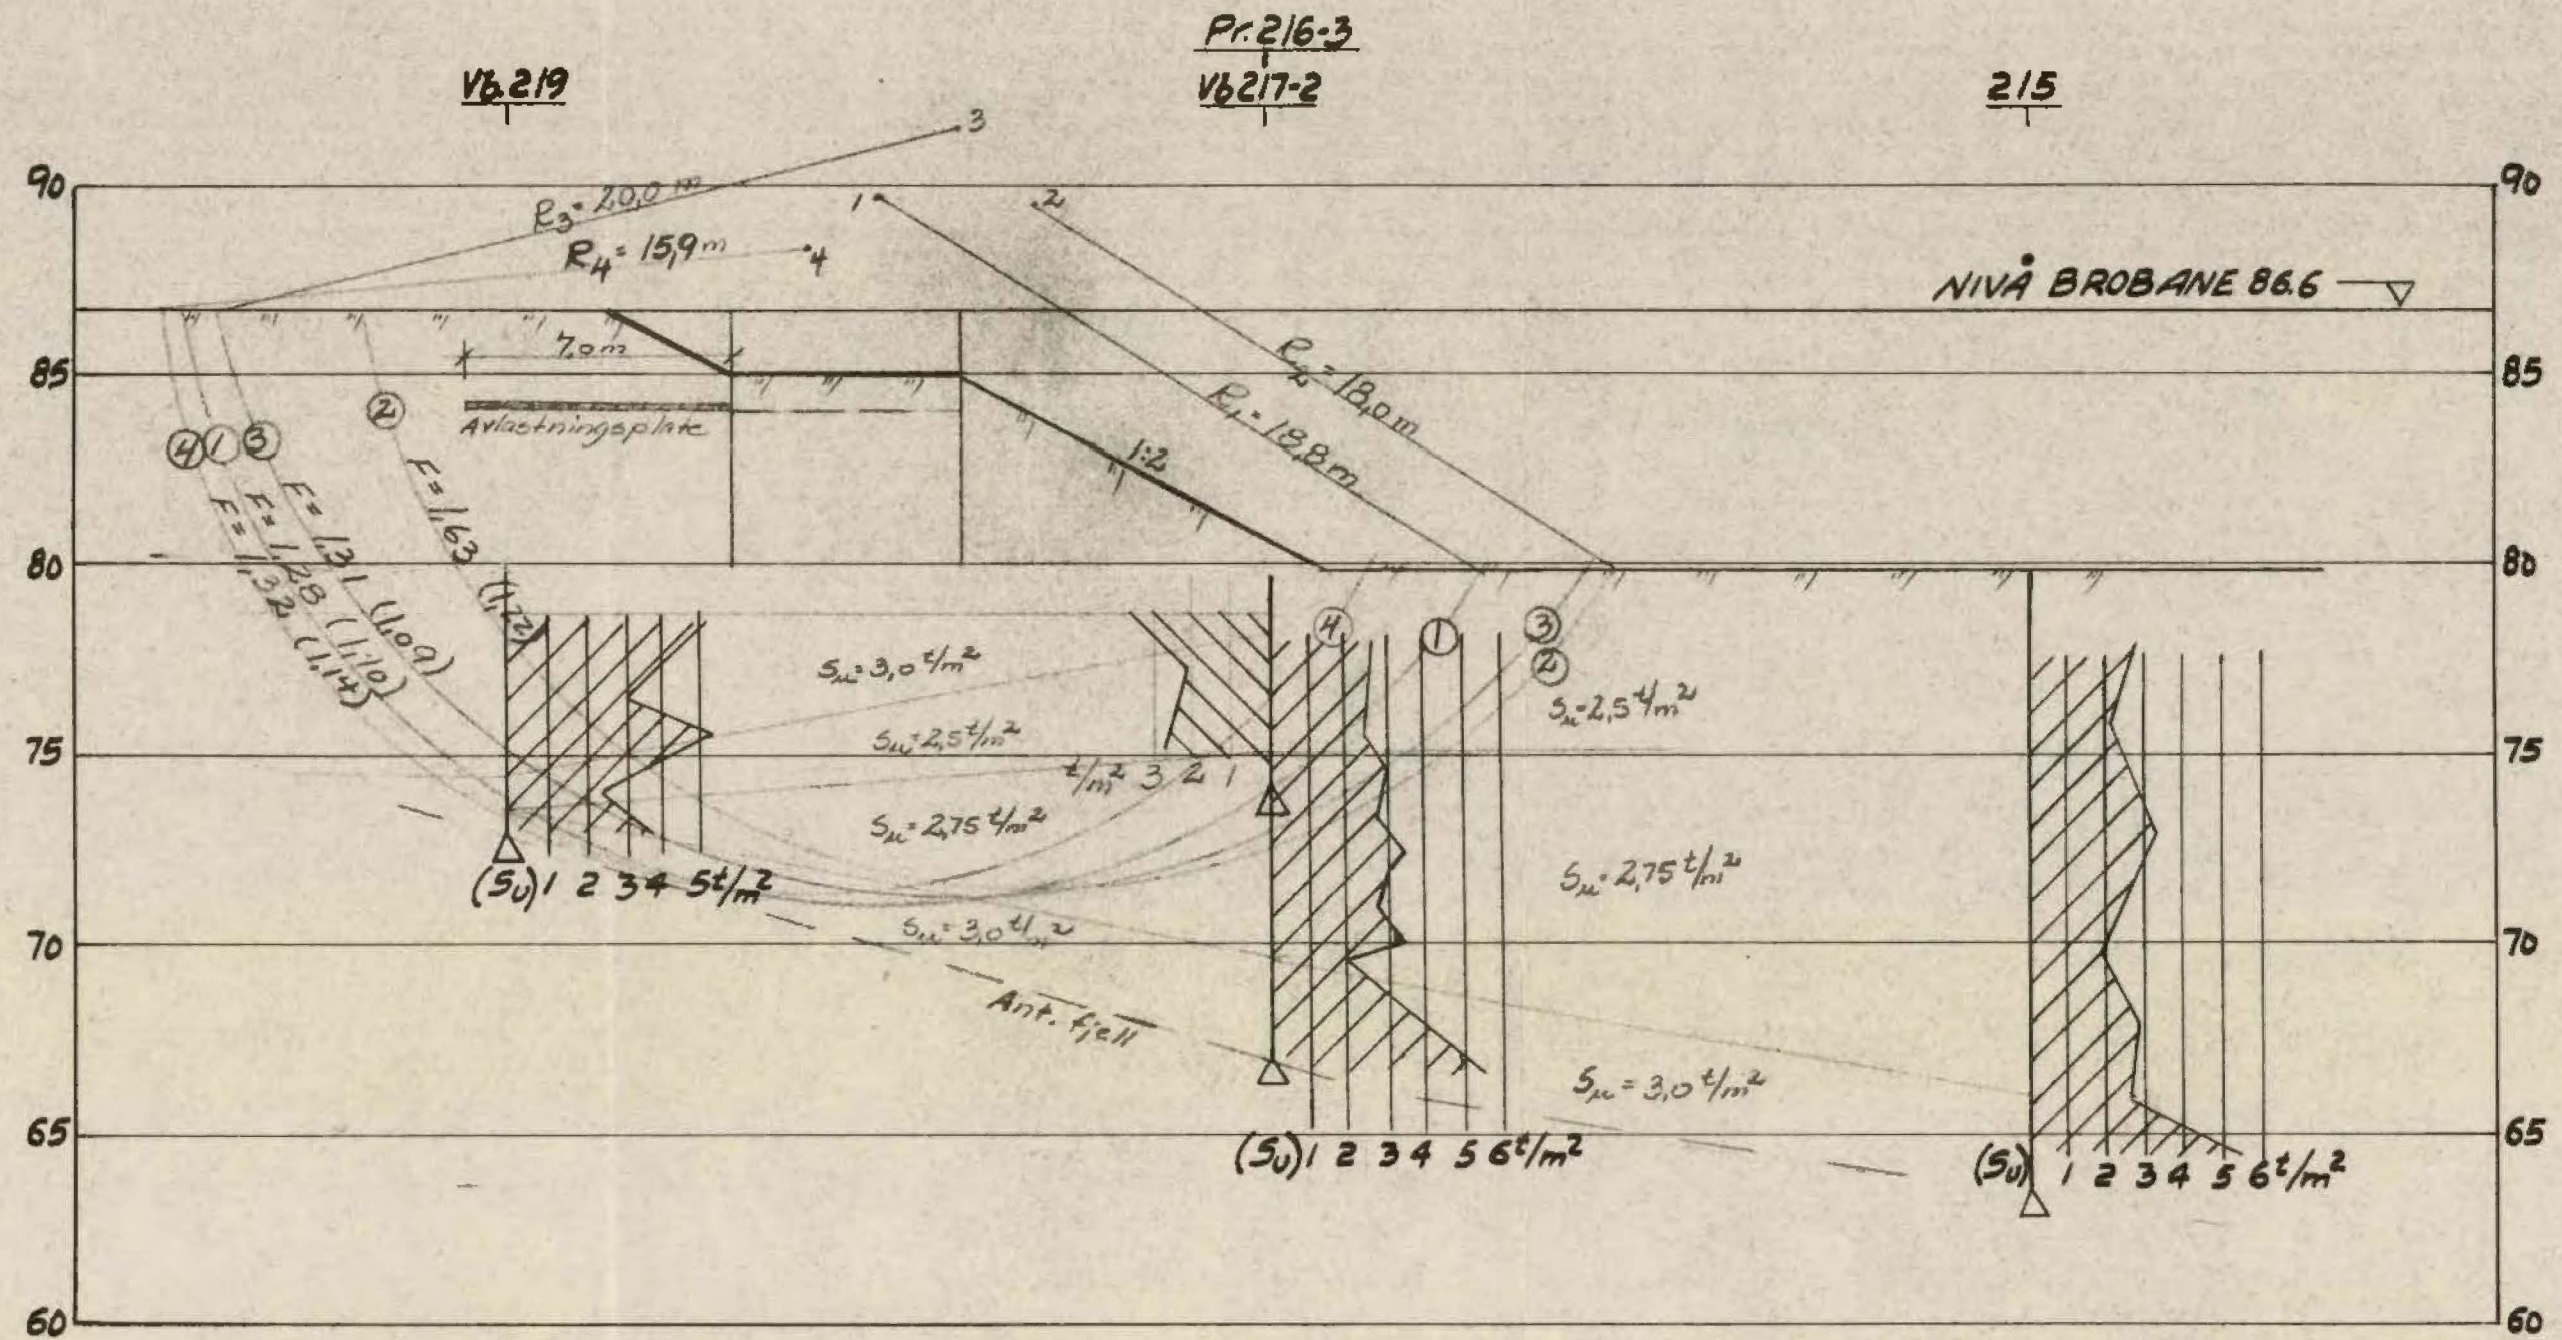 Pr. 216-3
Vb. 219
Vb 217-2
215
3
90
R3 = 20,0 m
1
2
90
R4 = 15,9 m
4
NIVÅ BROBANE 86.6
7,0 m
85
R2 = 18,0 m
85
2
Avlastningsplate
R1 = 18,8 m
4 1 3
1:2
F = 1,63 (1,22)
F = 1,31 (1,09)
F = 1,28 (1,10)
F = 1,32 (1,14)
80
80
4
1
3
2
Su = 3,0 t/m²
Su = 2,5 t/m²
Su = 2,5 t/m²
75
t/m² 3 2 1
75
Su = 2,75 t/m²
Su = 2,75 t/m²
(Su) 1 2 3 4 5 t/m²
70
Su = 3,0 t/m²
70
Ant. fjell
Su = 3,0 t/m²
65
65
(Su) 1 2 3 4 5 6 t/m²
(Su) 1 2 3 4 5 6 t/m²
60
60